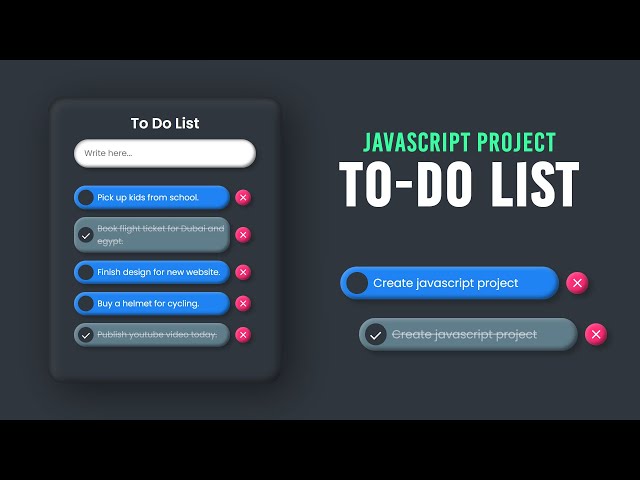 To Do List
Write here...
Pick up kids from school.
Book flight ticket for Dubai and
egypt.
Finish design for new website.
Buy a helmet for cycling.
Publish youtube video today.
JAVASCRIPT PROJECT
TO-DO LIST
Create javascript project
Create javascript project